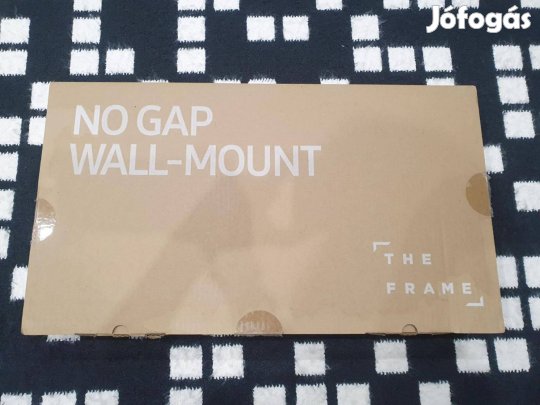 Jófogás
NO GAP
WALL-MOUNT
THE
FRAME